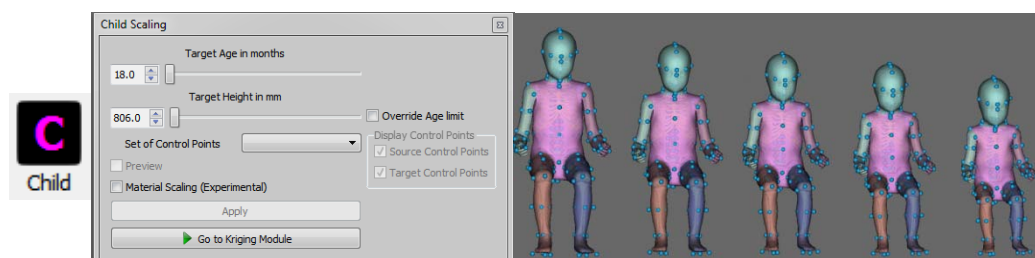 Child Scaling
Target Age in months
18.0
Target Height in mm
806.0
Override Age limit
Set of Control Points
Display Control Points
Preview
Source Control Points
Material Scaling (Experimental)
Target Control Points
Apply
Go to Kriging Module
C
Child